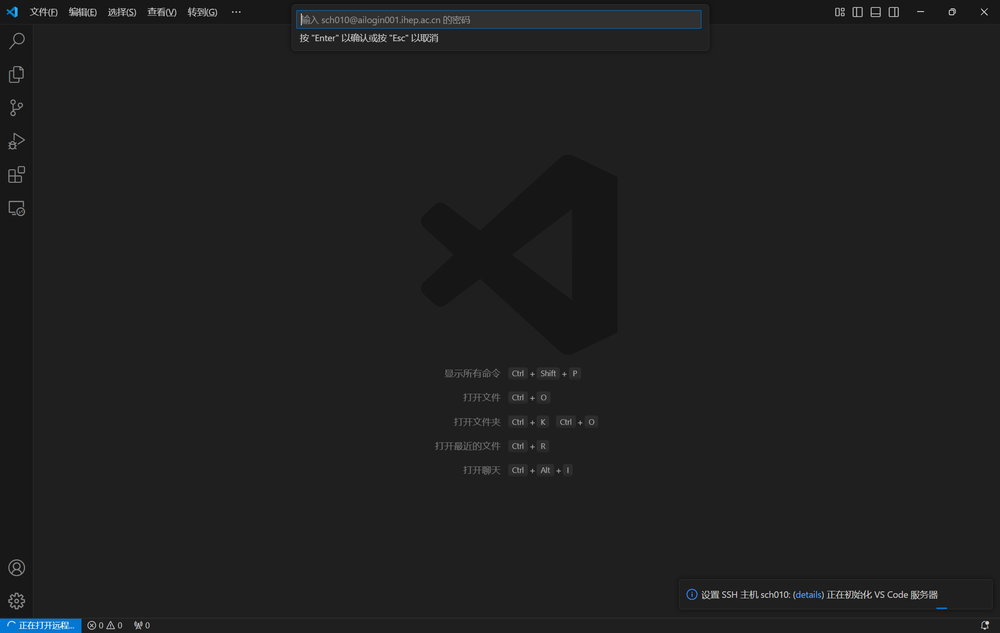 文件(F) 编辑(E) 选择(S) 查看(V) 转到(G) ···
输入 sch010@ailogin001.ihep.ac.cn 的密码
按 "Enter" 以确认或按 "Esc" 以取消
显示所有命令 Ctrl + Shift + P
打开文件 Ctrl + O
打开文件夹 Ctrl + K Ctrl + O
打开最近的文件 Ctrl + R
打开聊天 Ctrl + Alt + I
设置 SSH 主机 sch010: (details) 正在初始化 VS Code 服务器
正在打开远程... 0 0 0